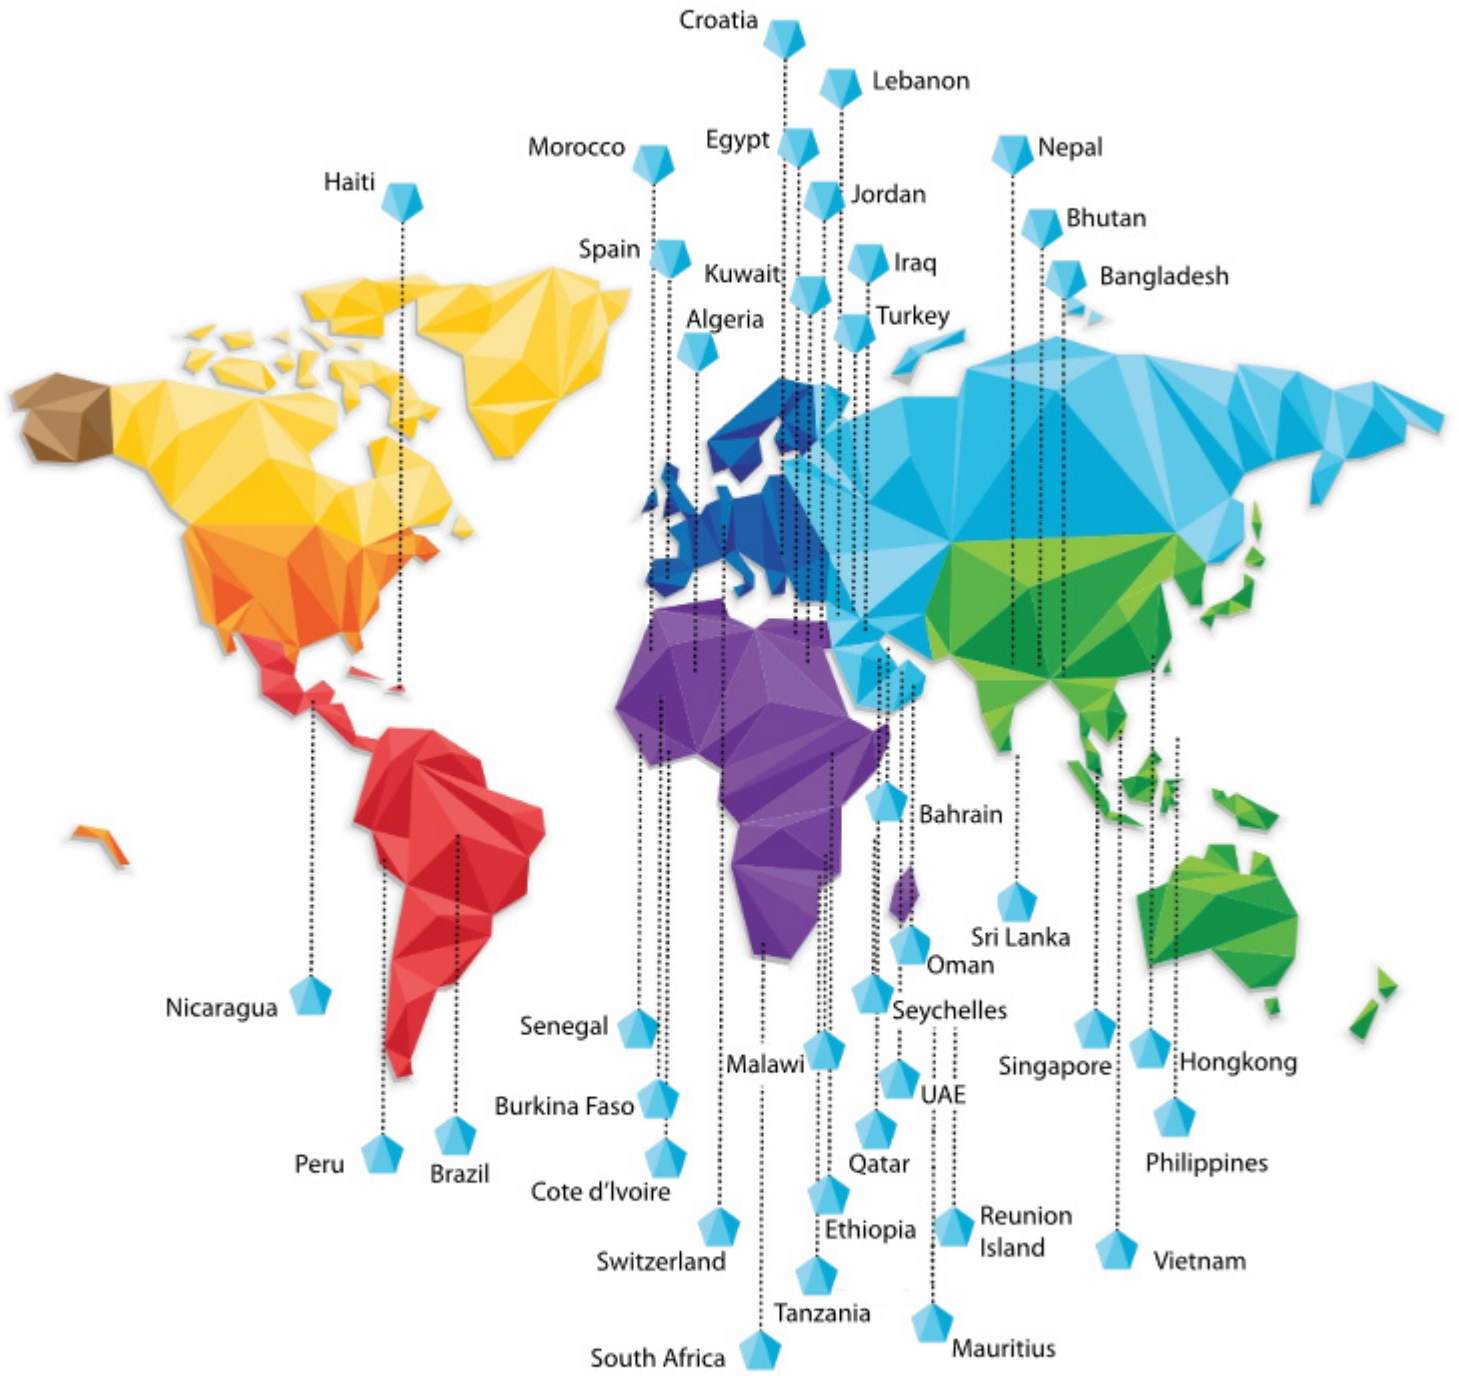 Croatia
Lebanon
Egypt
Morocco
Nepal
Haiti
Jordan
Bhutan
Spain
Kuwait
Iraq
Bangladesh
Algeria
Turkey
Bahrain
Sri Lanka
Oman
Nicaragua
Seychelles
Senegal
Malawi
Singapore
Hongkong
UAE
Burkina Faso
Peru
Brazil
Qatar
Philippines
Cote d'Ivoire
Ethiopia
Reunion
Island
Switzerland
Vietnam
Tanzania
Mauritius
South Africa